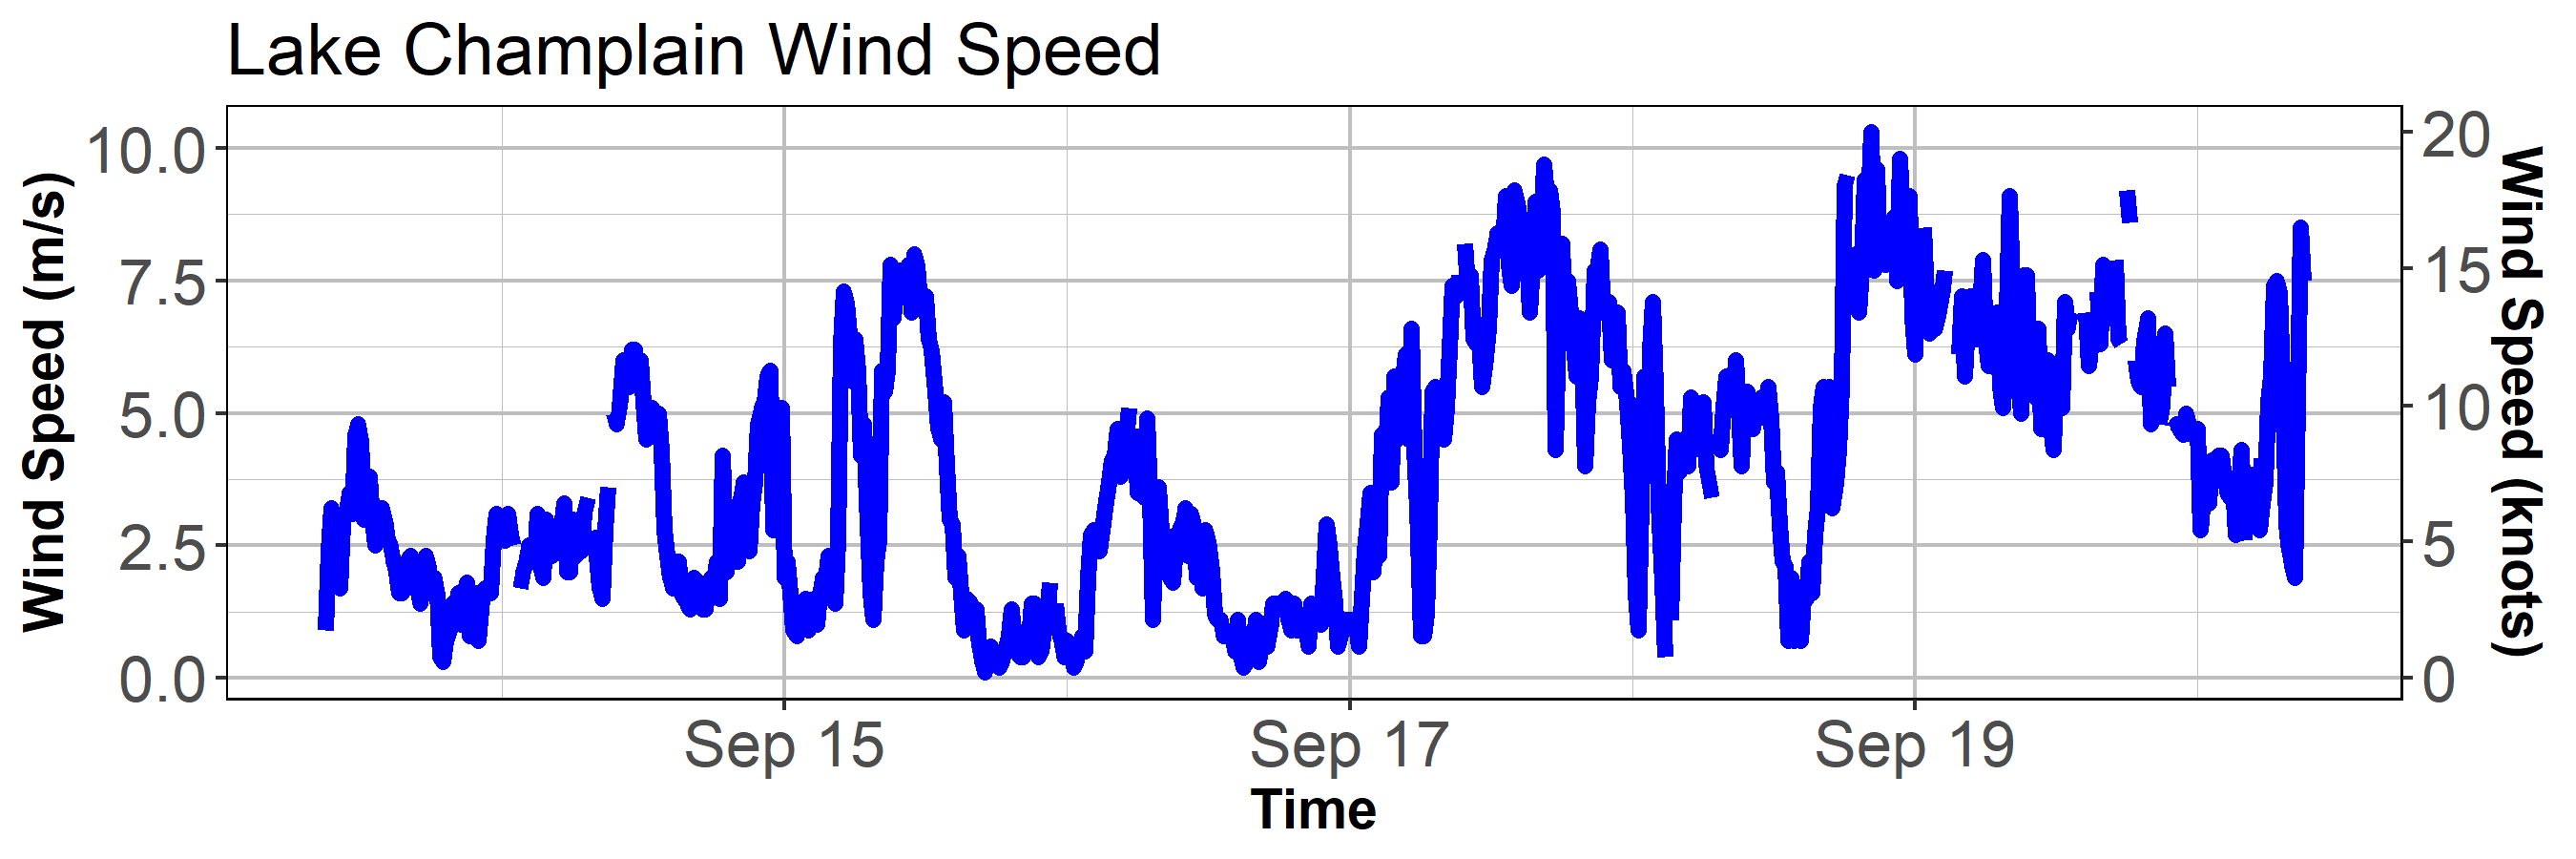 Lake Champlain Wind Speed
Wind Speed (m/s)
10.0
7.5
5.0
2.5
0.0
20
15
10
5
0
Wind Speed (knots)
Sep 15
Sep 17
Sep 19
Time